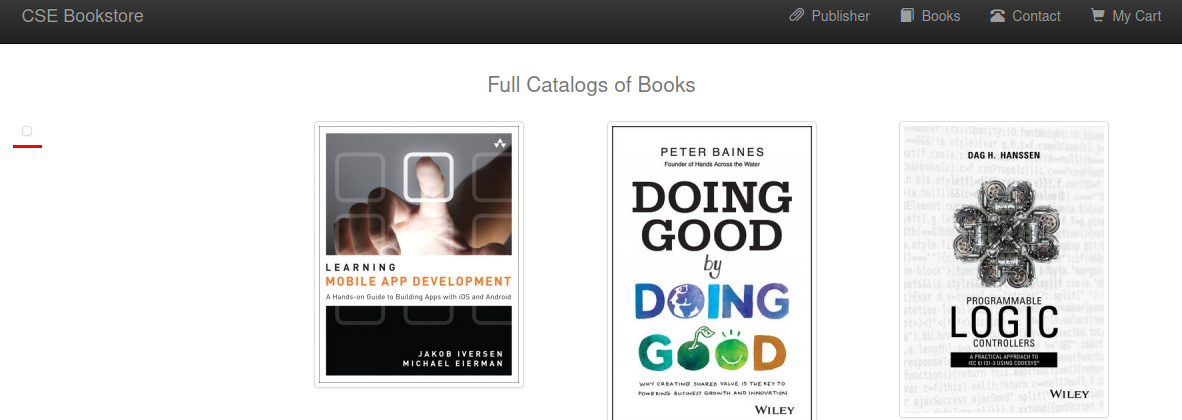 CSE Bookstore
Publisher
Books
Contact
My Cart
Full Catalogs of Books
LEARNING
MOBILE APP DEVELOPMENT
A Hands-on Guide to Building Apps with iOS and Android
JAKOB IVERSEN
MICHAEL EIERMAN
PETER BAINES
Founder of Hands Across the Water
DOING
GOOD
by
DOING
GOOD
WHY CREATING SHARED VALUE IS THE KEY TO
POWERING BUSINESS GROWTH AND INNOVATION
WILEY
DAG H. HANSSEN
PROGRAMMABLE
LOGIC
CONTROLLERS
A PRACTICAL APPROACH TO
IEC 61131-3 USING CODESYS
WILEY